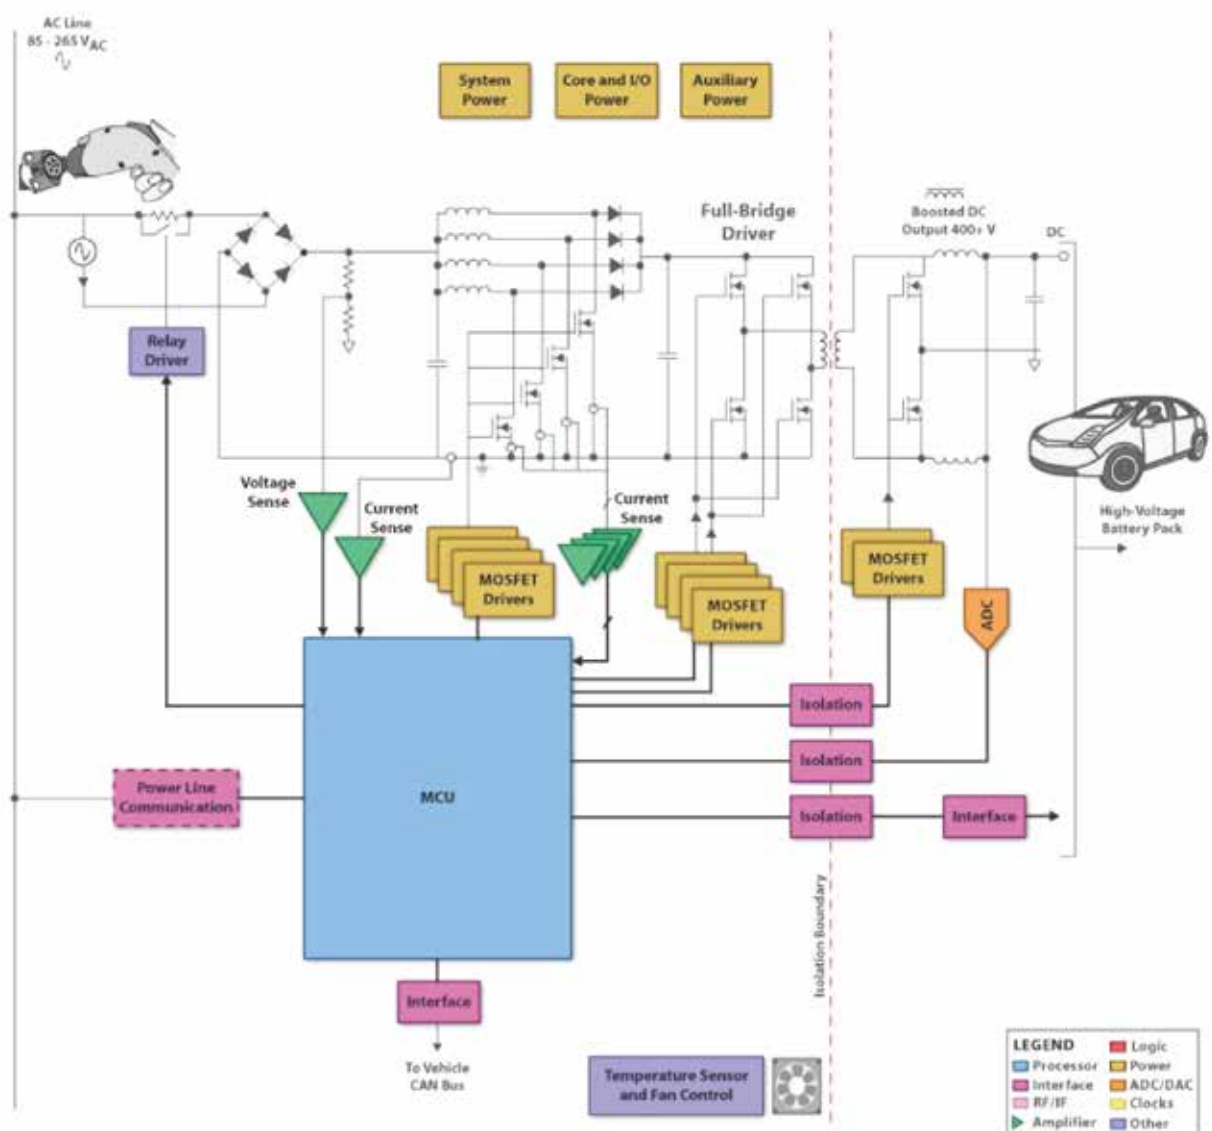 AC Line
85 - 265 VAC
System
Power
Core and I/O
Power
Auxiliary
Power
Full-Bridge
Driver
Boosted DC
Output 400+ V
DC
Relay
Driver
Voltage
Sense
Current
Sense
Current
Sense
MOSFET
Drivers
MOSFET
Drivers
MOSFET
Drivers
High-Voltage
Battery Pack
ADC
Isolation
Isolation
Isolation
Interface
Power Line
Communication
MCU
Isolation Boundary
Interface
To Vehicle
CAN Bus
Temperature Sensor
and Fan Control
LEGEND
Processor
Interface
RF/IF
Amplifier
Logic
Power
ADC/DAC
Clocks
Other